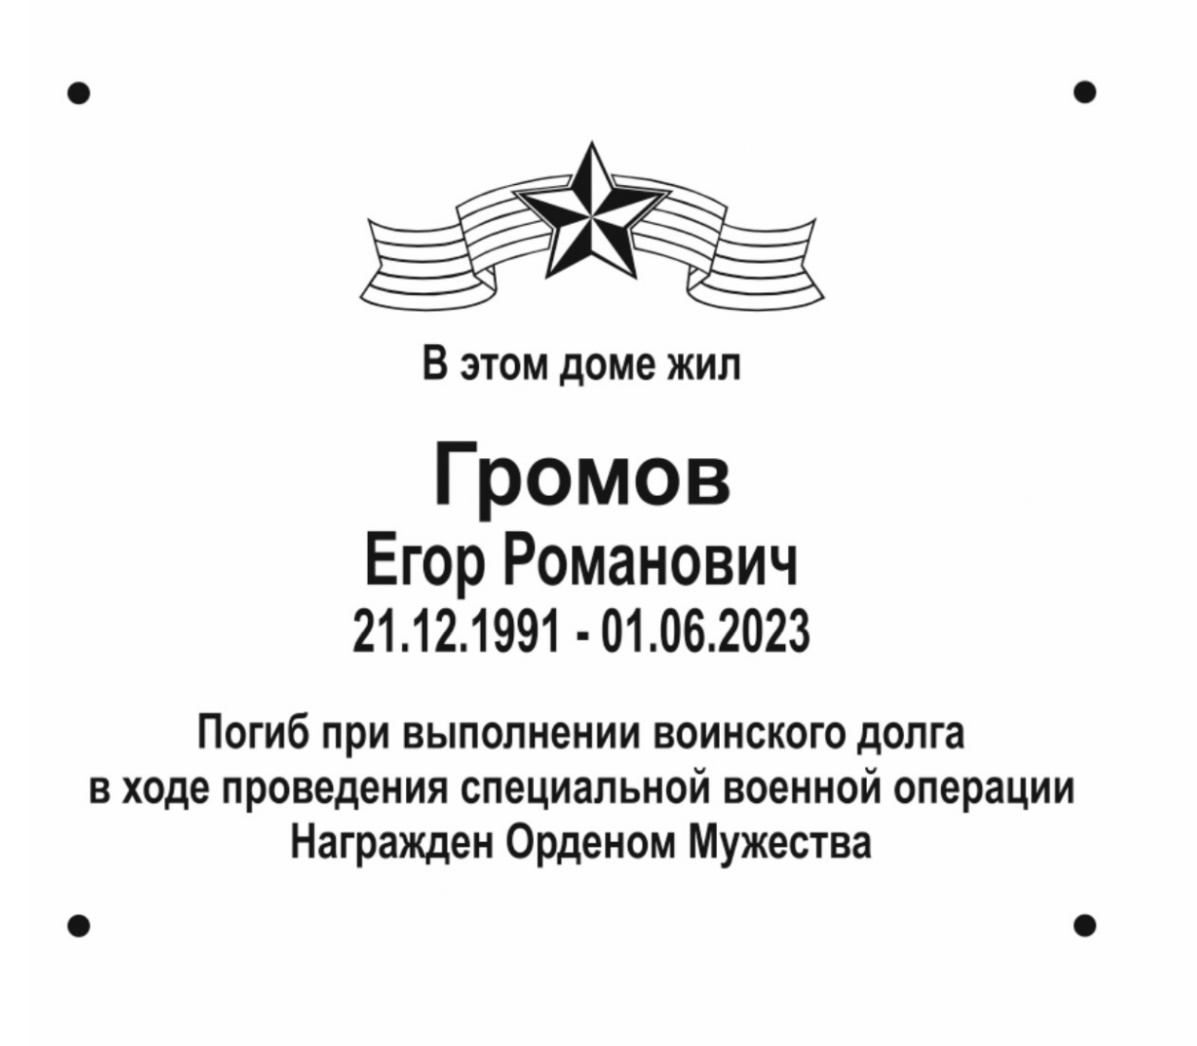 В этом доме жил
Громов
Егор Романович
21.12.1991 - 01.06.2023
Погиб при выполнении воинского долга
в ходе проведения специальной военной операции
Награжден Орденом Мужества